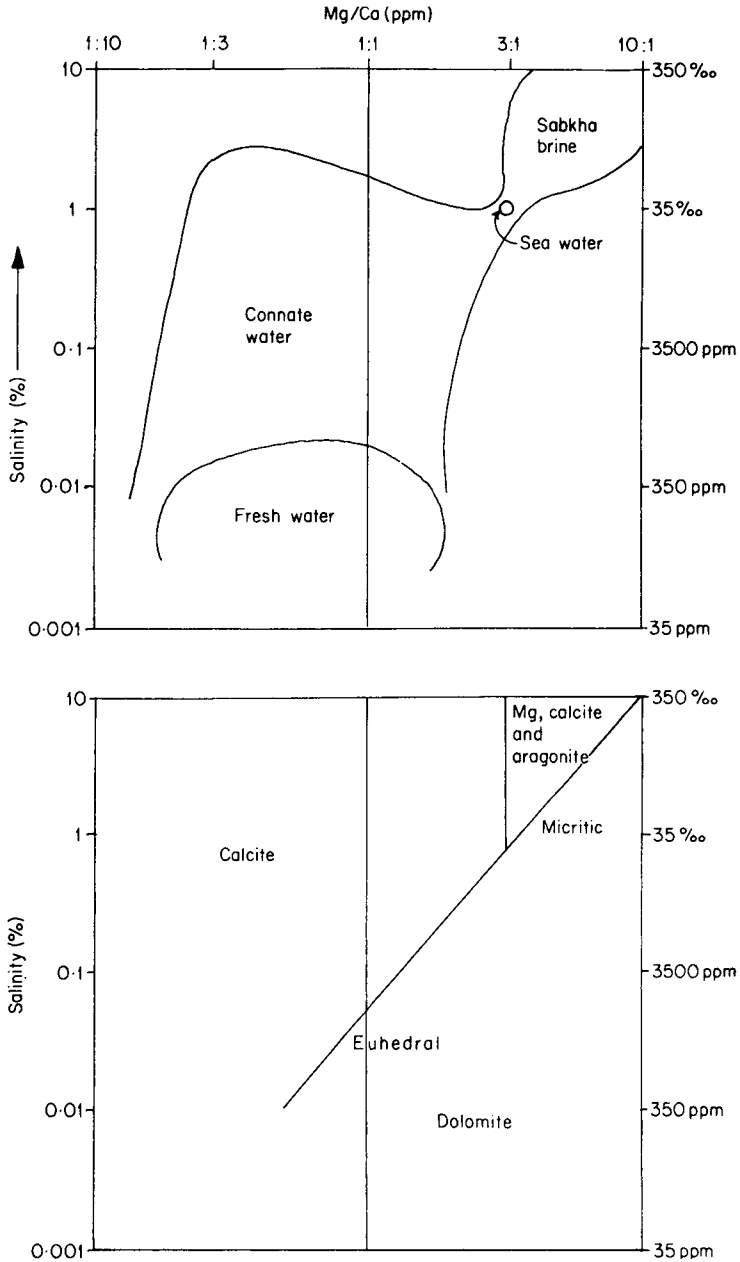 Mg/Ca (ppm)
1:10 1:3 1:1 3:1 10:1
10 350 ‰
Sabkha
brine
1 35 ‰
Sea water
Connate
water
0·1 3500 ppm
Salinity (%)
0·01 350 ppm
Fresh water
0·001 35 ppm
10 350 ‰
Mg, calcite
and
aragonite
Micritic
1 35 ‰
Calcite
Salinity (%)
0·1 3500 ppm
Euhedral
0·01 350 ppm
Dolomite
0·001 35 ppm